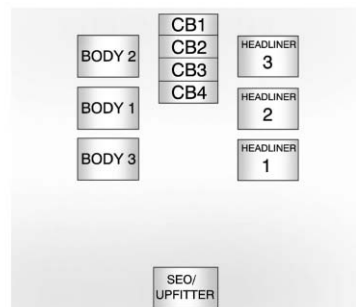 CB1
CB2
CB3
CB4
BODY 2
BODY 1
BODY 3
HEADLINER
3
HEADLINER
2
HEADLINER
1
SEO/
UPFITTER